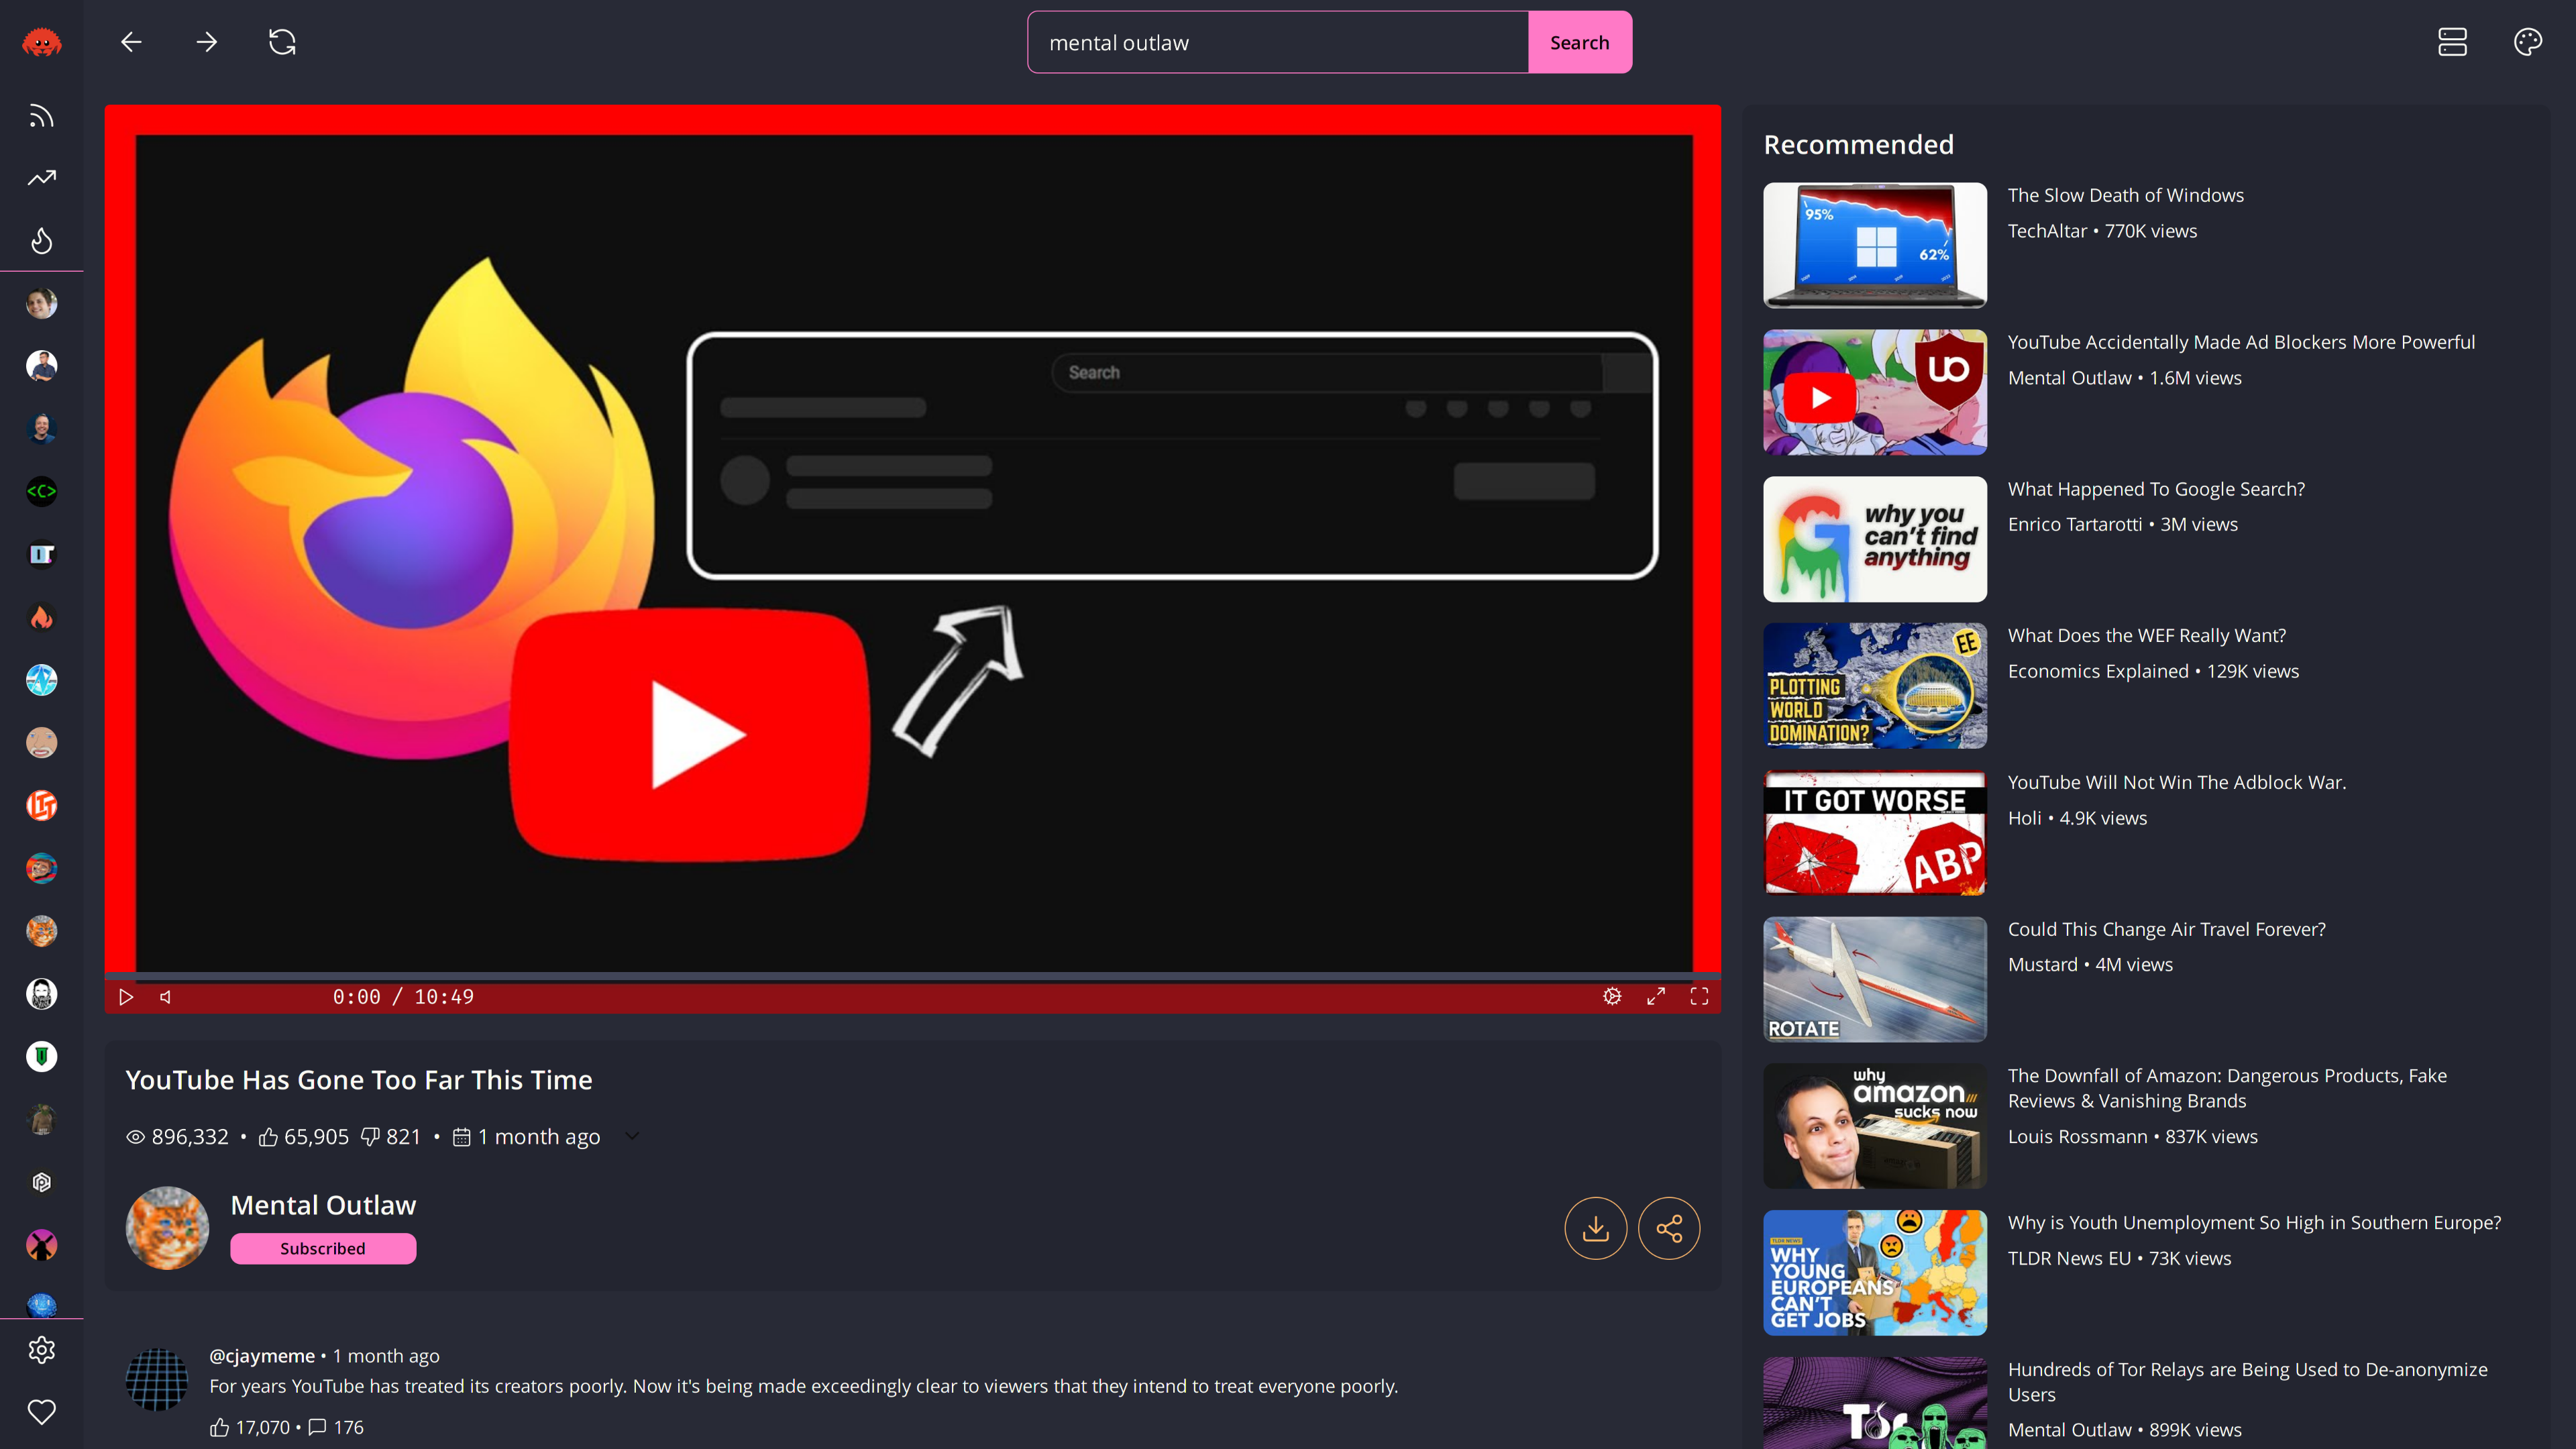 mental outlaw
Search
Search
0:00 / 10:49
YouTube Has Gone Too Far This Time
896,332 • 65,905 821 • 1 month ago
Mental Outlaw
Subscribed
@cjaymeme • 1 month ago
For years YouTube has treated its creators poorly. Now it's being made exceedingly clear to viewers that they intend to treat everyone poorly.
17,070 • 176
<C>
DT
LTT
Recommended
95%
62%
The Slow Death of Windows
TechAltar • 770K views
UO
YouTube Accidentally Made Ad Blockers More Powerful
Mental Outlaw • 1.6M views
why you
can't find
anything
What Happened To Google Search?
Enrico Tartarotti • 3M views
EE
PLOTTING
WORLD
DOMINATION?
What Does the WEF Really Want?
Economics Explained • 129K views
IT GOT WORSE
ABP
YouTube Will Not Win The Adblock War.
Holi • 4.9K views
ROTATE
Could This Change Air Travel Forever?
Mustard • 4M views
why
amazon
sucks now
The Downfall of Amazon: Dangerous Products, Fake
Reviews & Vanishing Brands
Louis Rossmann • 837K views
TLDR NEWS
WHY
YOUNG
EUROPEANS
CAN'T
GET JOBS
Why is Youth Unemployment So High in Southern Europe?
TLDR News EU • 73K views
Tor
Hundreds of Tor Relays are Being Used to De-anonymize
Users
Mental Outlaw • 899K views